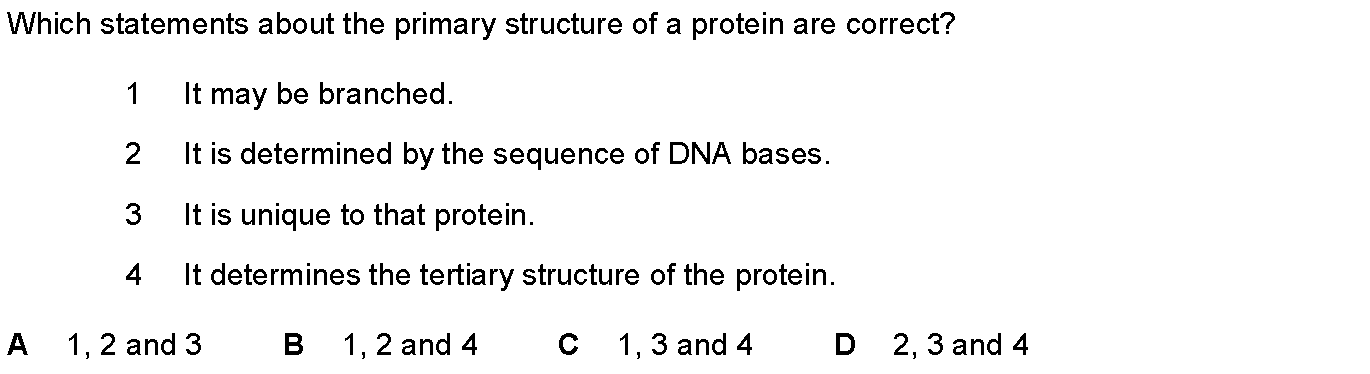 Which statements about the primary structure of a protein are correct?
1 It may be branched.
2 It is determined by the sequence of DNA bases.
3 It is unique to that protein.
4 It determines the tertiary structure of the protein.
A 1, 2 and 3 B 1, 2 and 4 C 1, 3 and 4 D 2, 3 and 4